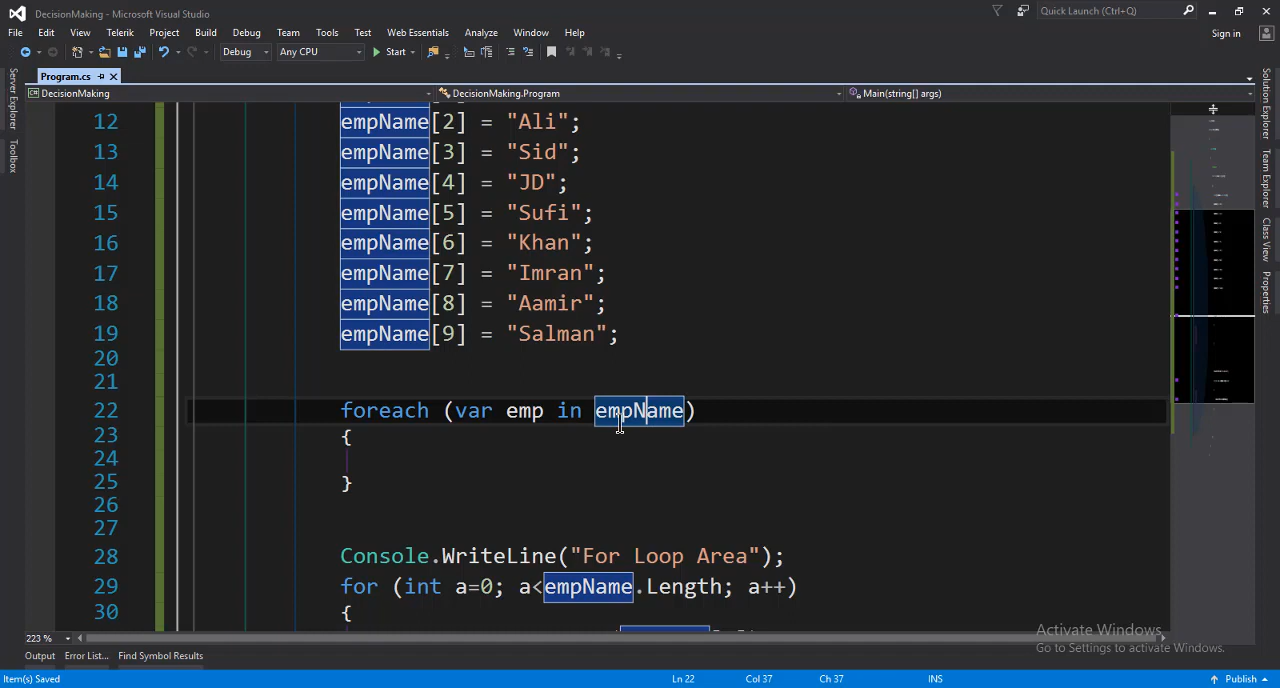 DecisionMaking - Microsoft Visual Studio
Quick Launch (Ctrl+Q)
File Edit View Telerik Project Build Debug Team Tools Test Web Essentials Analyze Window Help
Sign in
Debug Any CPU Start
Program.cs
DecisionMaking DecisionMaking.Program Main(string[] args)
Server Explorer
Toolbox
12 empName[2] = "Ali";
13 empName[3] = "Sid";
14 empName[4] = "JD";
15 empName[5] = "Sufi";
16 empName[6] = "Khan";
17 empName[7] = "Imran";
18 empName[8] = "Aamir";
19 empName[9] = "Salman";
20
21
22 foreach (var emp in empName)
23 {
24
25 }
26
27
28 Console.WriteLine("For Loop Area");
29 for (int a=0; a<empName.Length; a++)
30 {
Solution Explorer
Team Explorer
Class View
Properties
Activate Windows
Go to Settings to activate Windows.
223 %
Output Error List... Find Symbol Results
Item(s) Saved Ln 22 Col 37 Ch 37 INS Publish